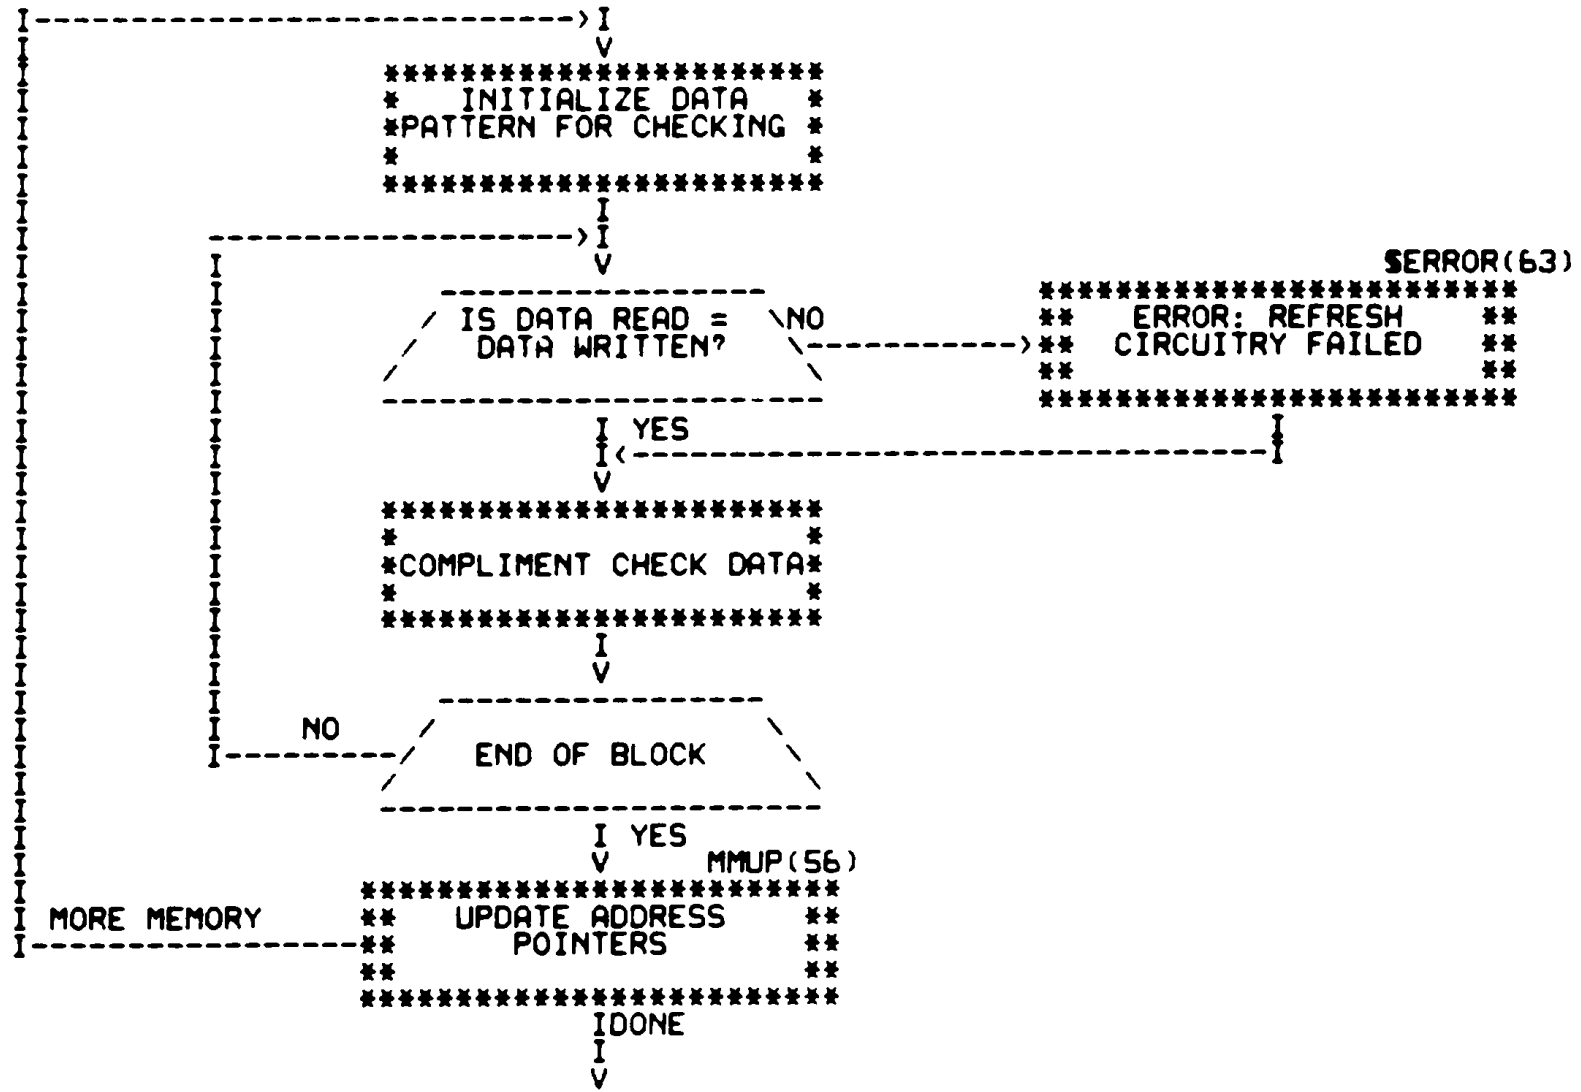 INITIALIZE DATA
PATTERN FOR CHECKING
$ERROR(63)
IS DATA READ =
DATA WRITTEN?
NO
ERROR: REFRESH
CIRCUITRY FAILED
YES
COMPLIMENT CHECK DATA
NO
END OF BLOCK
YES
MMUP(56)
MORE MEMORY
UPDATE ADDRESS
POINTERS
DONE